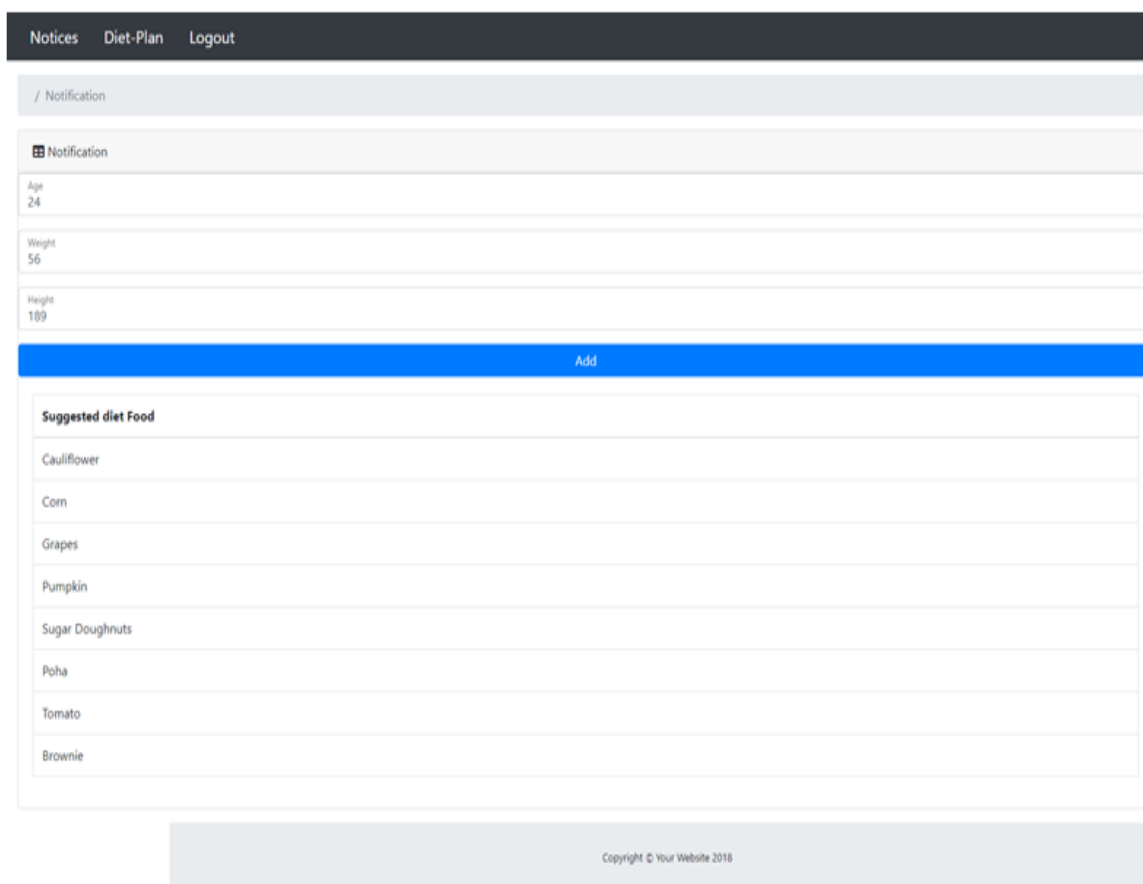 Notices Diet-Plan Logout
/ Notification
Notification
Age
24
Weight
56
Height
189
Add
Suggested diet Food
Cauliflower
Corn
Grapes
Pumpkin
Sugar Doughnuts
Poha
Tomato
Brownie
Copyright © Your Website 2018